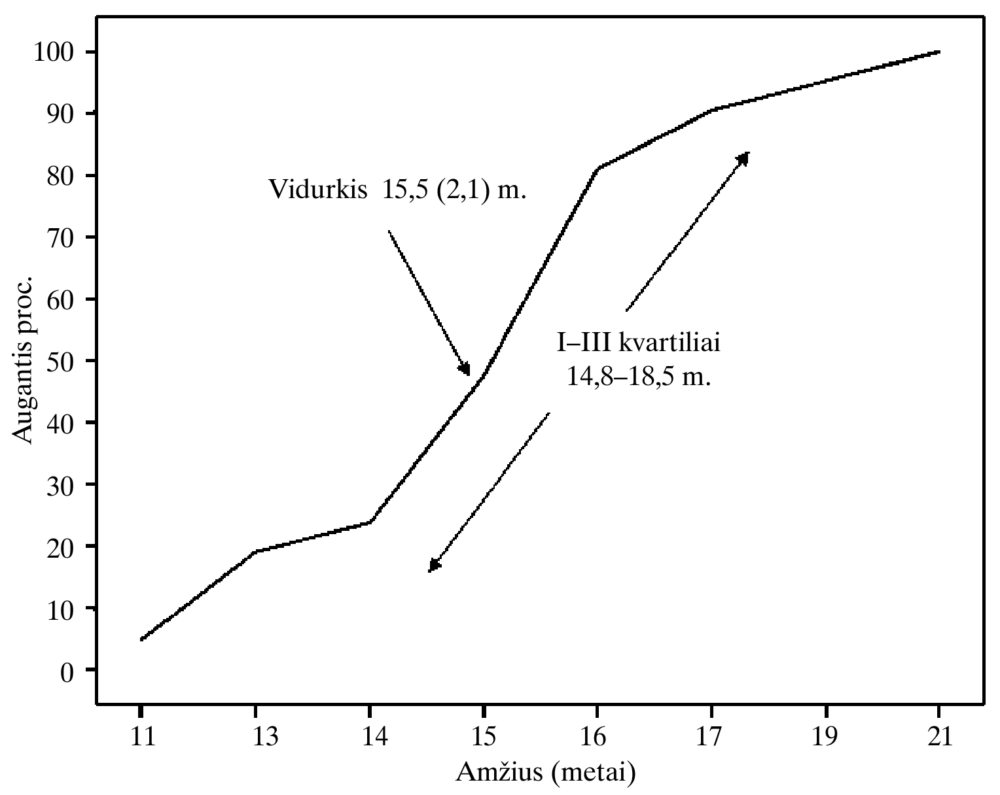 100
90
80
70
60
50
40
30
20
10
0
Augantis proc.
Vidurkis 15,5 (2,1) m.
I–III kvartiliai
14,8–18,5 m.
11 13 14 15 16 17 19 21
Amžius (metai)